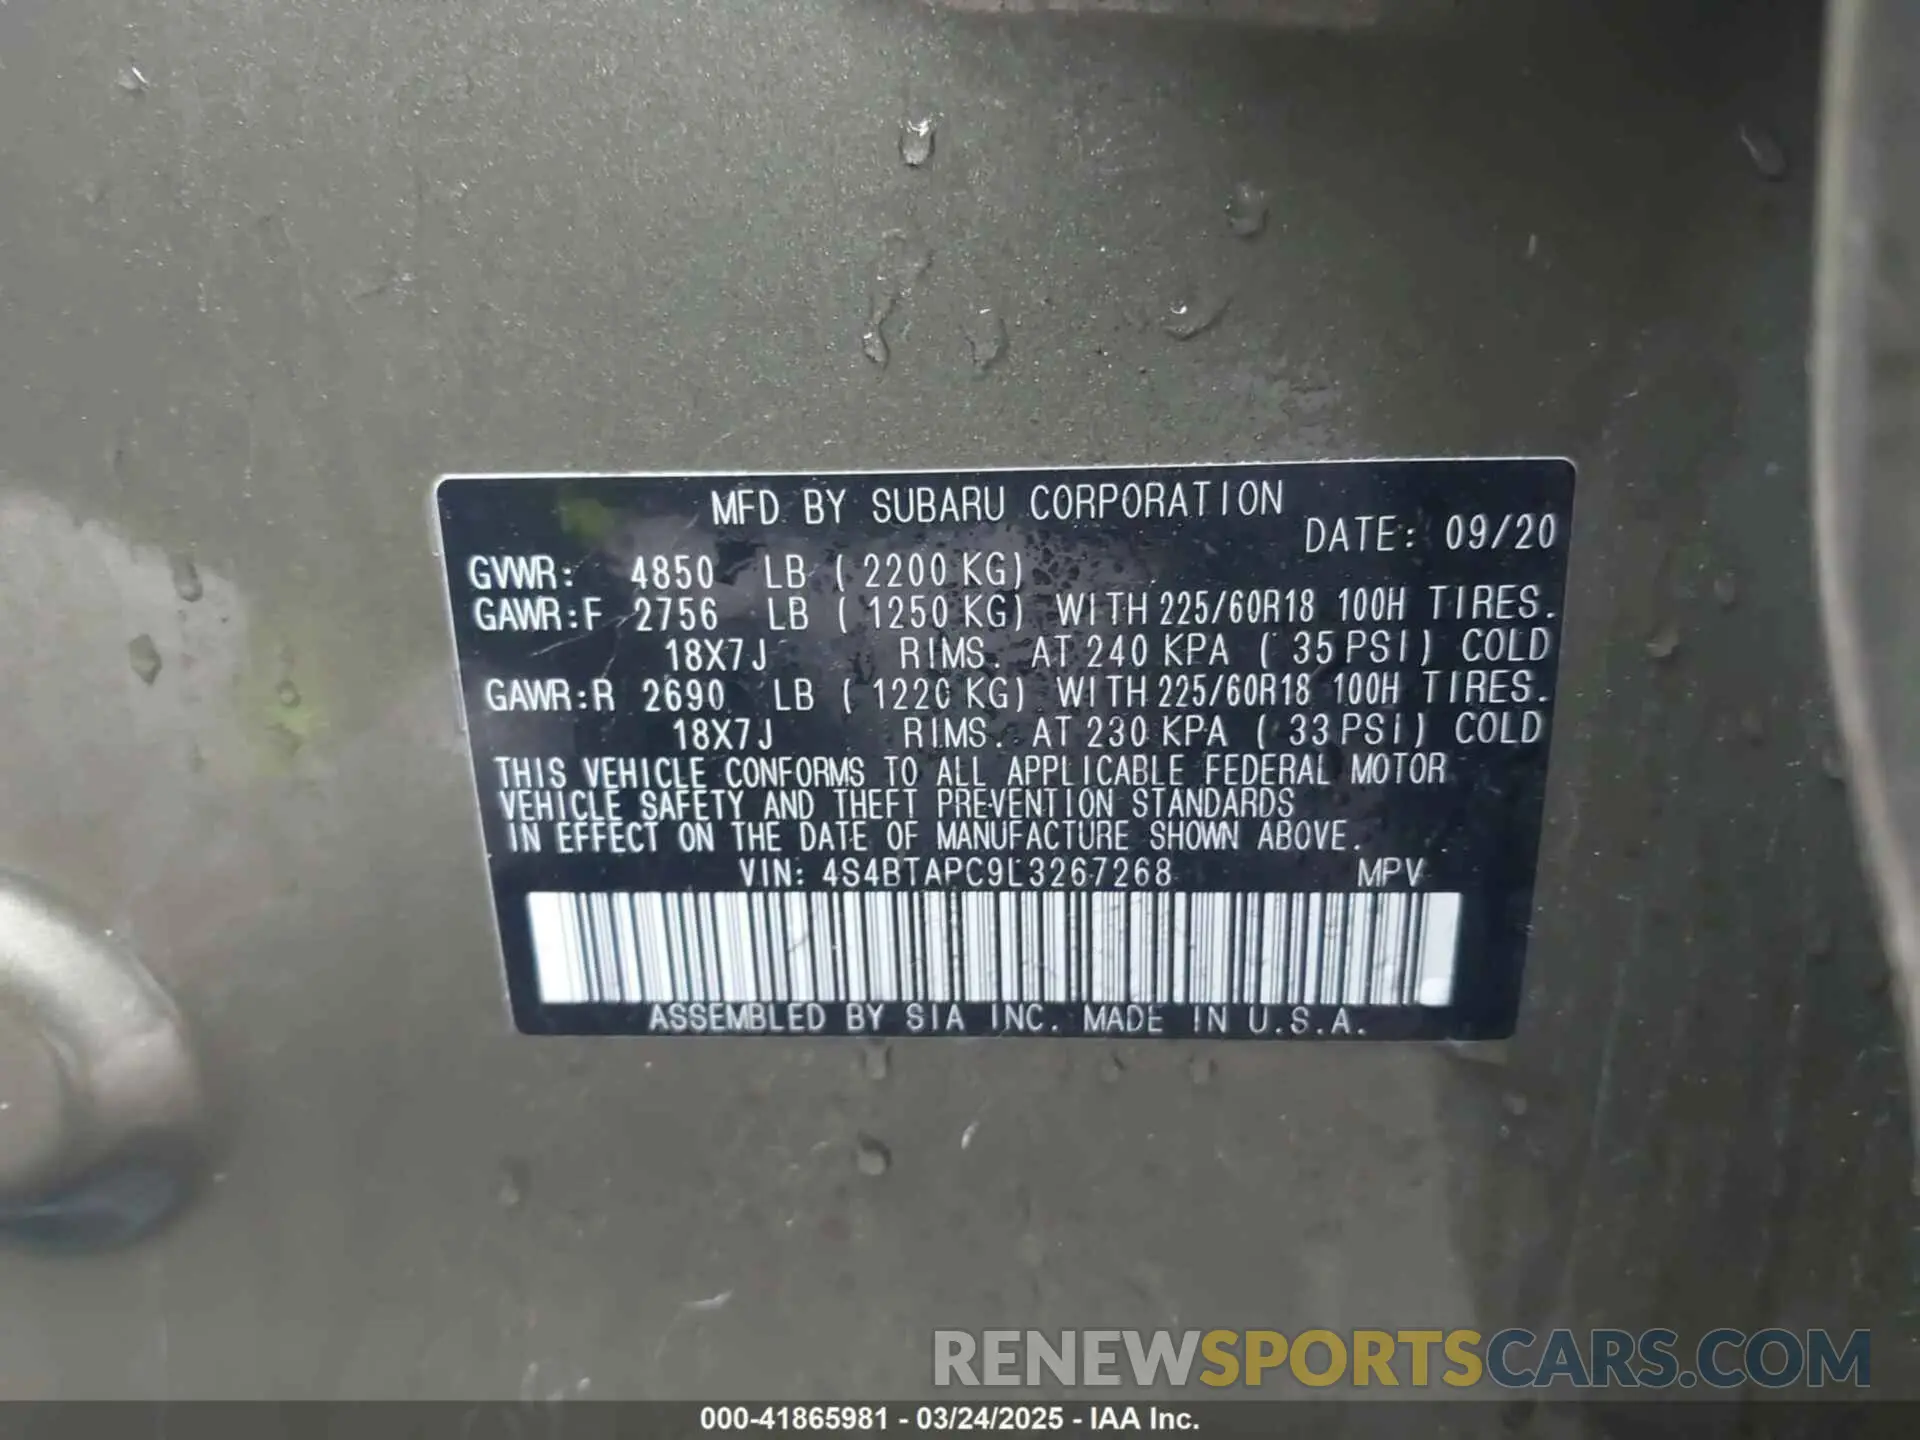 MFD BY SUBARU CORPORATION
DATE: 09/20
GVWR: 4850 LB ( 2200 KG)
GAWR:F 2756 LB ( 1250 KG) WITH 225/60R18 100H TIRES.
18X7J RIMS. AT 240 KPA ( 35 PSI) COLD
GAWR:R 2690 LB ( 1220 KG) WITH 225/60R18 100H TIRES.
18X7J RIMS. AT 230 KPA ( 33 PSI) COLD
THIS VEHICLE CONFORMS TO ALL APPLICABLE FEDERAL MOTOR
VEHICLE SAFETY AND THEFT PREVENTION STANDARDS
IN EFFECT ON THE DATE OF MANUFACTURE SHOWN ABOVE.
VIN: 4S4BTAPC9L3267268 MPV
ASSEMBLED BY SIA INC. MADE IN U.S.A.
RENEWSPORTSCARS.COM
000-41865981 - 03/24/2025 - IAA Inc.